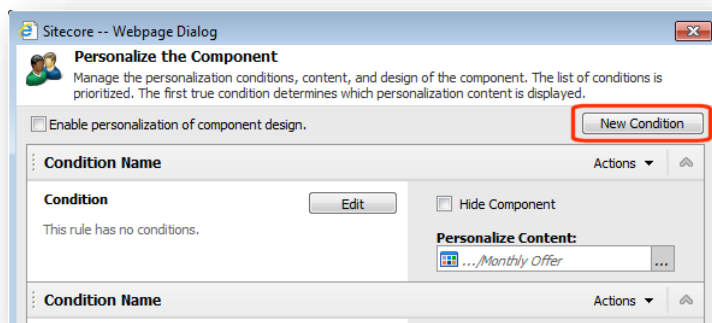 Sitecore -- Webpage Dialog
Personalize the Component
Manage the personalization conditions, content, and design of the component. The list of conditions is
prioritized. The first true condition determines which personalization content is displayed.
Enable personalization of component design.
New Condition
Condition Name
Actions
Condition
Edit
Hide Component
This rule has no conditions.
Personalize Content:
.../Monthly Offer
...
Condition Name
Actions